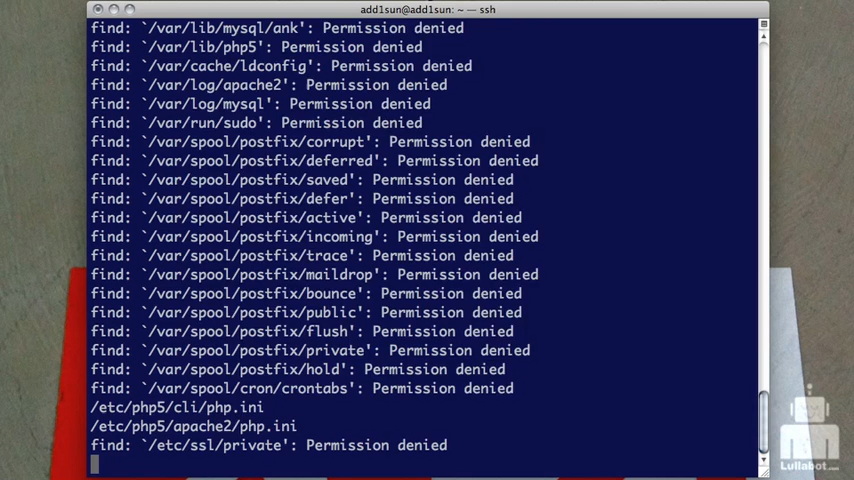 add1sun@add1sun: ~ — ssh
find: `/var/lib/mysql/ank': Permission denied
find: `/var/lib/php5': Permission denied
find: `/var/cache/ldconfig': Permission denied
find: `/var/log/apache2': Permission denied
find: `/var/log/mysql': Permission denied
find: `/var/run/sudo': Permission denied
find: `/var/spool/postfix/corrupt': Permission denied
find: `/var/spool/postfix/deferred': Permission denied
find: `/var/spool/postfix/saved': Permission denied
find: `/var/spool/postfix/defer': Permission denied
find: `/var/spool/postfix/active': Permission denied
find: `/var/spool/postfix/incoming': Permission denied
find: `/var/spool/postfix/trace': Permission denied
find: `/var/spool/postfix/maildrop': Permission denied
find: `/var/spool/postfix/bounce': Permission denied
find: `/var/spool/postfix/public': Permission denied
find: `/var/spool/postfix/flush': Permission denied
find: `/var/spool/postfix/private': Permission denied
find: `/var/spool/postfix/hold': Permission denied
find: `/var/spool/cron/crontabs': Permission denied
/etc/php5/cli/php.ini
/etc/php5/apache2/php.ini
find: `/etc/ssl/private': Permission denied
Lullabot.com